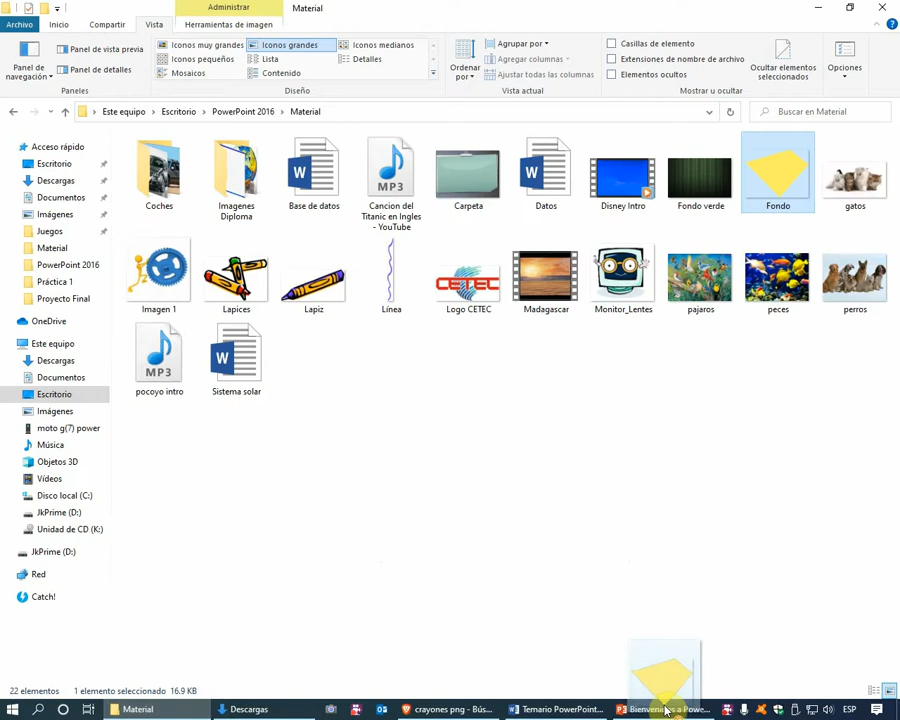 Administrar
Material
Archivo
Inicio
Compartir
Vista
Herramientas de imagen
Panel de navegación
Panel de vista previa
Panel de detalles
Paneles
Iconos muy grandes
Iconos grandes
Iconos medianos
Iconos pequeños
Lista
Detalles
Mosaicos
Contenido
Diseño
Ordenar por
Agrupar por
Agregar columnas
Ajustar todas las columnas
Vista actual
Casillas de elemento
Extensiones de nombre de archivo
Elementos ocultos
Ocultar elementos seleccionados
Mostrar u ocultar
Opciones
Este equipo > Escritorio > PowerPoint 2016 > Material
Buscar en Material
Acceso rápido
Escritorio
Descargas
Documentos
Imágenes
Juegos
Material
PowerPoint 2016
Práctica 1
Proyecto Final
OneDrive
Este equipo
Descargas
Documentos
Escritorio
Imágenes
moto g(7) power
Música
Objetos 3D
Vídeos
Disco local (C:)
JkPrime (D:)
Unidad de CD (K:)
JkPrime (D:)
Red
Catch!
W
MP3
W
Coches
Imagenes Diploma
Base de datos
Cancion del Titanic en Ingles - YouTube
Carpeta
Datos
Disney Intro
Fondo verde
Fondo
gatos
CETEC
Imagen 1
Lapices
Lapiz
Línea
Logo CETEC
Madagascar
Monitor_Lentes
pajaros
peces
perros
MP3
W
pocoyo intro
Sistema solar
22 elementos
1 elemento seleccionado 16.9 KB
Material
Descargas
crayones png - Bús...
Temario PowerPoint...
Bienvenidos a Powe...
ESP